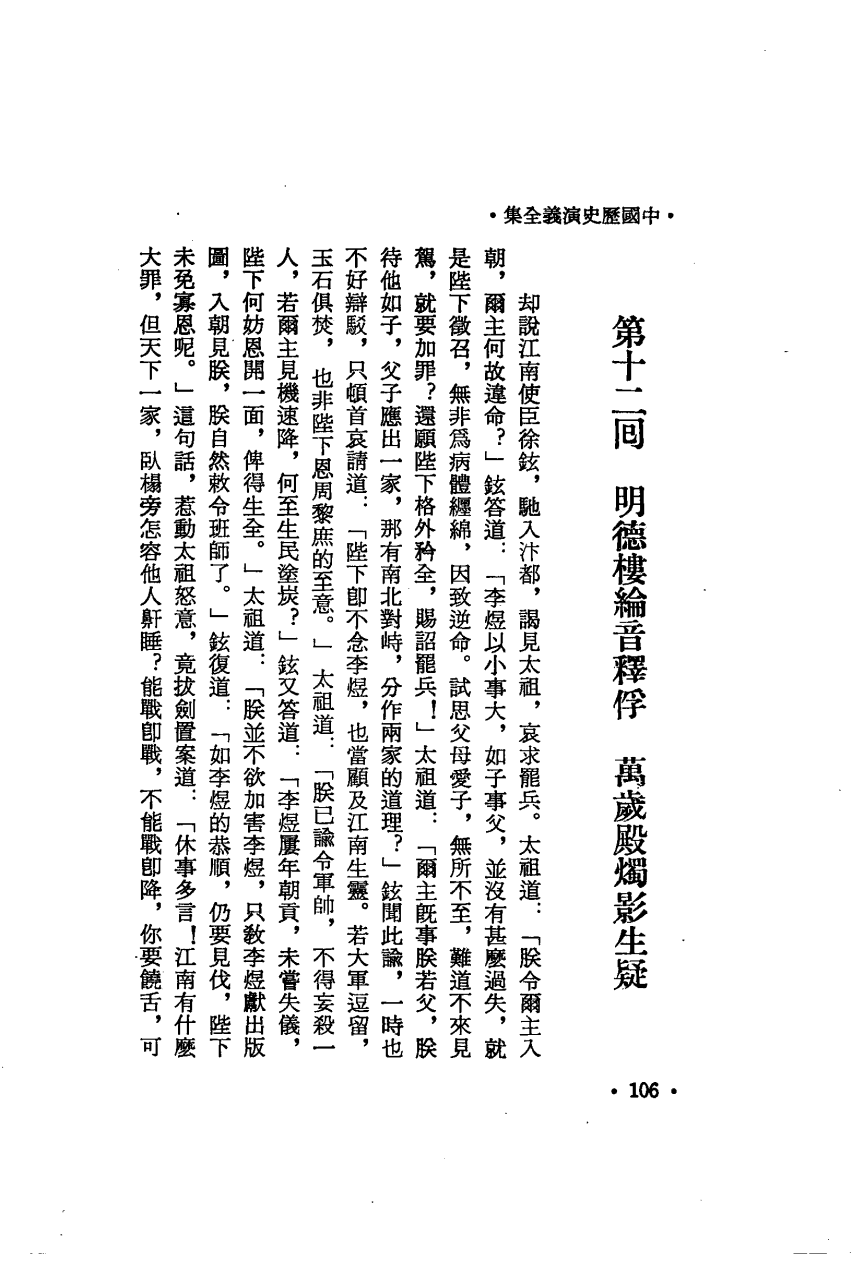 •中國歷史演義全集•
第十二回　明德樓綸音釋俘　萬歲殿燭影生疑
却說江南使臣徐鉉，馳入汴都，謁見太祖，哀求罷兵。太祖道：「朕令爾主入
朝，爾主何故違命？」鉉答道：「李煜以小事大，如子事父，並沒有甚麼過失，就
是陛下徵召，無非爲病體纏綿，因致逆命。試思父母愛子，無所不至，難道不來見
駕，就要加罪？還願陛下格外矜全，賜詔罷兵！」太祖道：「爾主既事朕若父，朕
待他如子，父子應出一家，那有南北對峙，分作兩家的道理？」鉉聞此諭，一時也
不好辯駁，只頓首哀請道：「陛下卽不念李煜，也當顧及江南生靈。若大軍逗留，
玉石俱焚，也非陛下恩周黎庶的至意。」太祖道：「朕已諭令軍帥，不得妄殺一
人，若爾主見機速降，何至生民塗炭？」鉉又答道：「李煜屢年朝貢，未嘗失儀，
陛下何妨恩開一面，俾得生全。」太祖道：「朕並不欲加害李煜，只教李煜獻出版
圖，入朝見朕，朕自然敕令班師了。」鉉復道：「如李煜的恭順，仍要見伐，陛下
未免寡恩呢。」這句話，惹動太祖怒意，竟拔劍置案道：「休事多言！江南有什麼
大罪，但天下一家，臥榻旁怎容他人鼾睡？能戰卽戰，不能戰卽降，你要饒舌，可
•106•